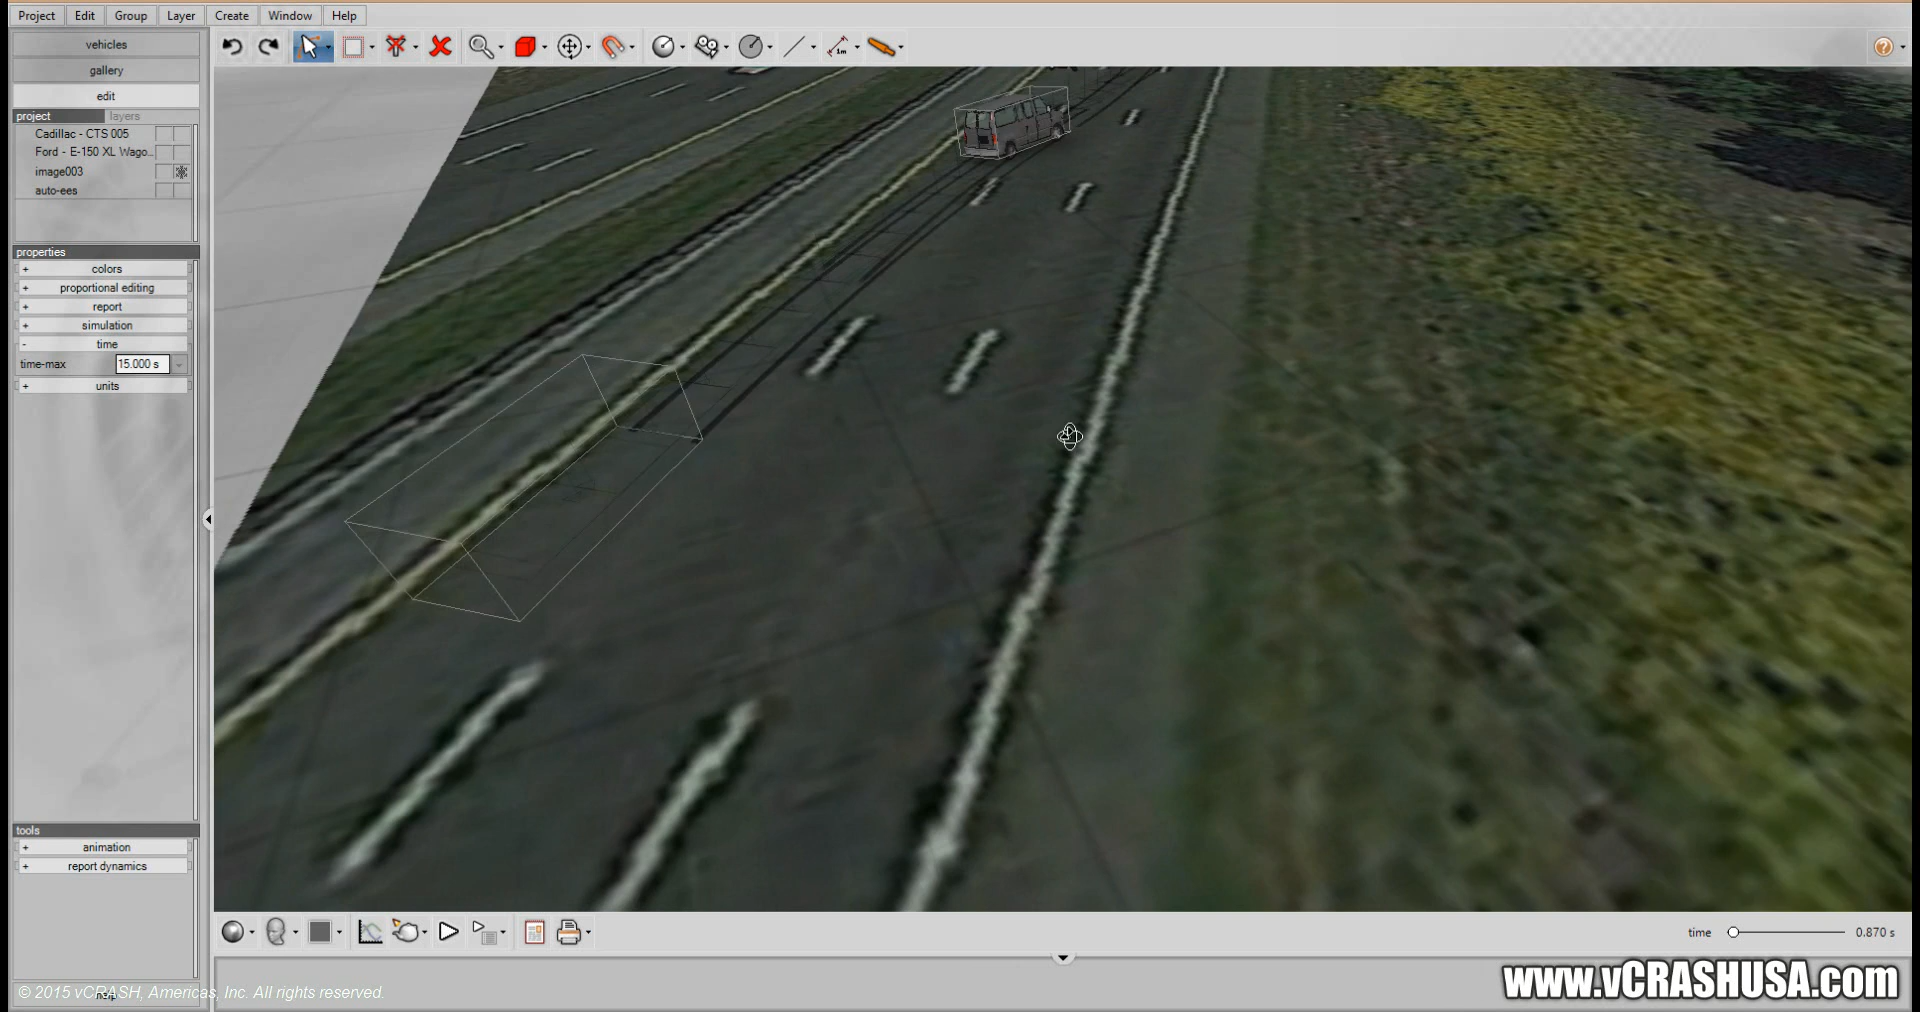 Project Edit Group Layer Create Window Help
vehicles
gallery
edit
project layers
Cadillac - CTS 005
Ford - E-150 XL Wago...
image003
auto-ees
properties
+ colors
+ proportional editing
+ report
+ simulation
- time
time-max 15.000 s
+ units
tools
+ animation
+ report dynamics
time 0.870 s
help
© 2015 vCRASH, Americas, Inc. All rights reserved.
www.vCRASHUSA.com